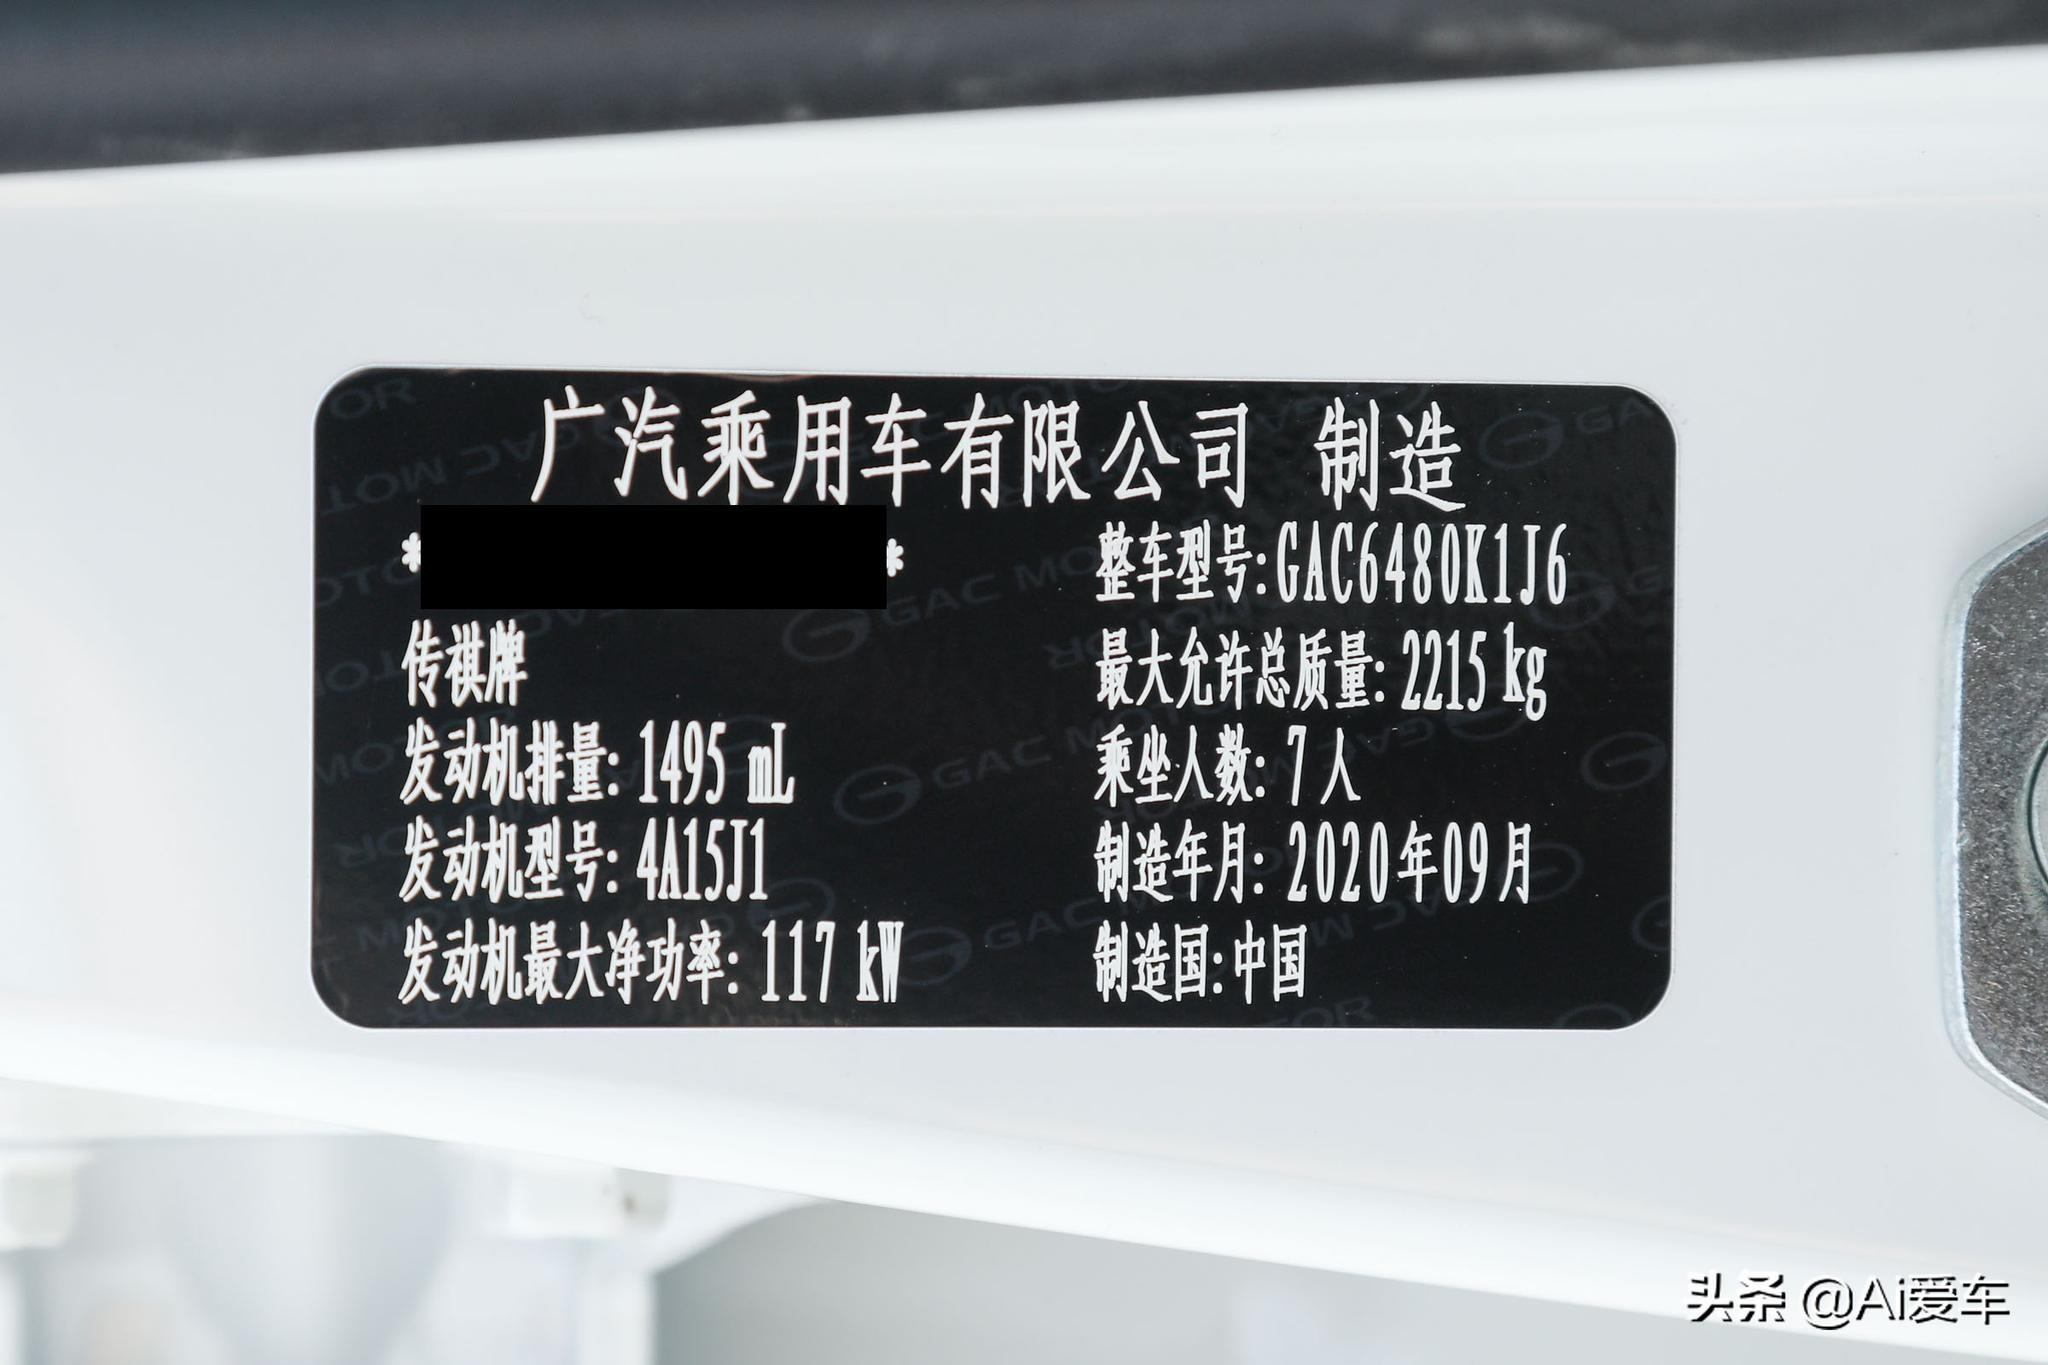 广汽乘用车有限公司 制造
* *
整车型号:GAC6480K1J6
传祺牌
最大允许总质量: 2215 kg
发动机排量: 1495 mL
乘坐人数: 7人
发动机型号: 4A15J1
制造年月: 2020年09月
发动机最大净功率: 117 kW
制造国:中国
GAC MOTOR
头条 @Ai爱车